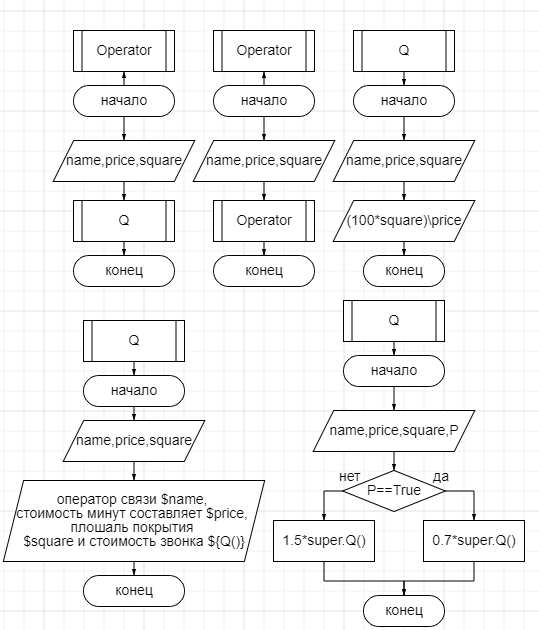 Operator
начало
name,price,square
Q
конец
Operator
начало
name,price,square
Operator
конец
Q
начало
name,price,square
(100*square)\price
конец
Q
начало
name,price,square
оператор связи $name,
стоимость минут составляет $price,
плошаль покрытия
$square и стоимость звонка ${Q()}
конец
Q
начало
name,price,square,P
нет
да
P==True
1.5*super.Q()
0.7*super.Q()
конец